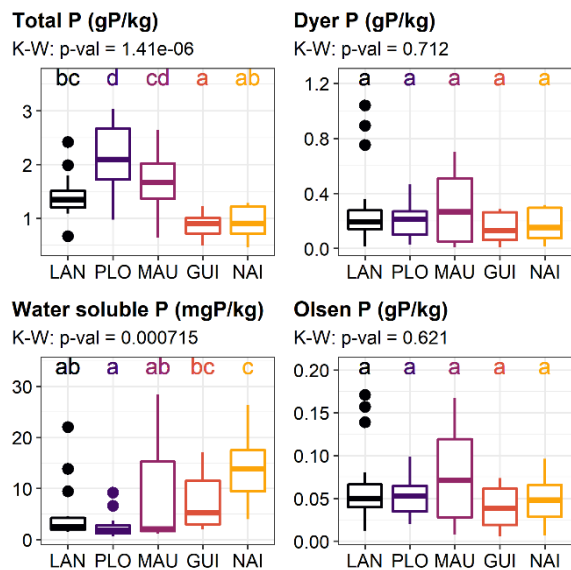 Total P (gP/kg)
K-W: p-val = 1.41e-06
bc d cd a ab
3
2
1
LAN PLO MAU GUI NAI
Dyer P (gP/kg)
K-W: p-val = 0.712
a a a a a
1.2
0.8
0.4
0.0
LAN PLO MAU GUI NAI
Water soluble P (mgP/kg)
K-W: p-val = 0.000715
ab a ab bc c
30
20
10
0
LAN PLO MAU GUI NAI
Olsen P (gP/kg)
K-W: p-val = 0.621
a a a a a
0.20
0.15
0.10
0.05
0.00
LAN PLO MAU GUI NAI